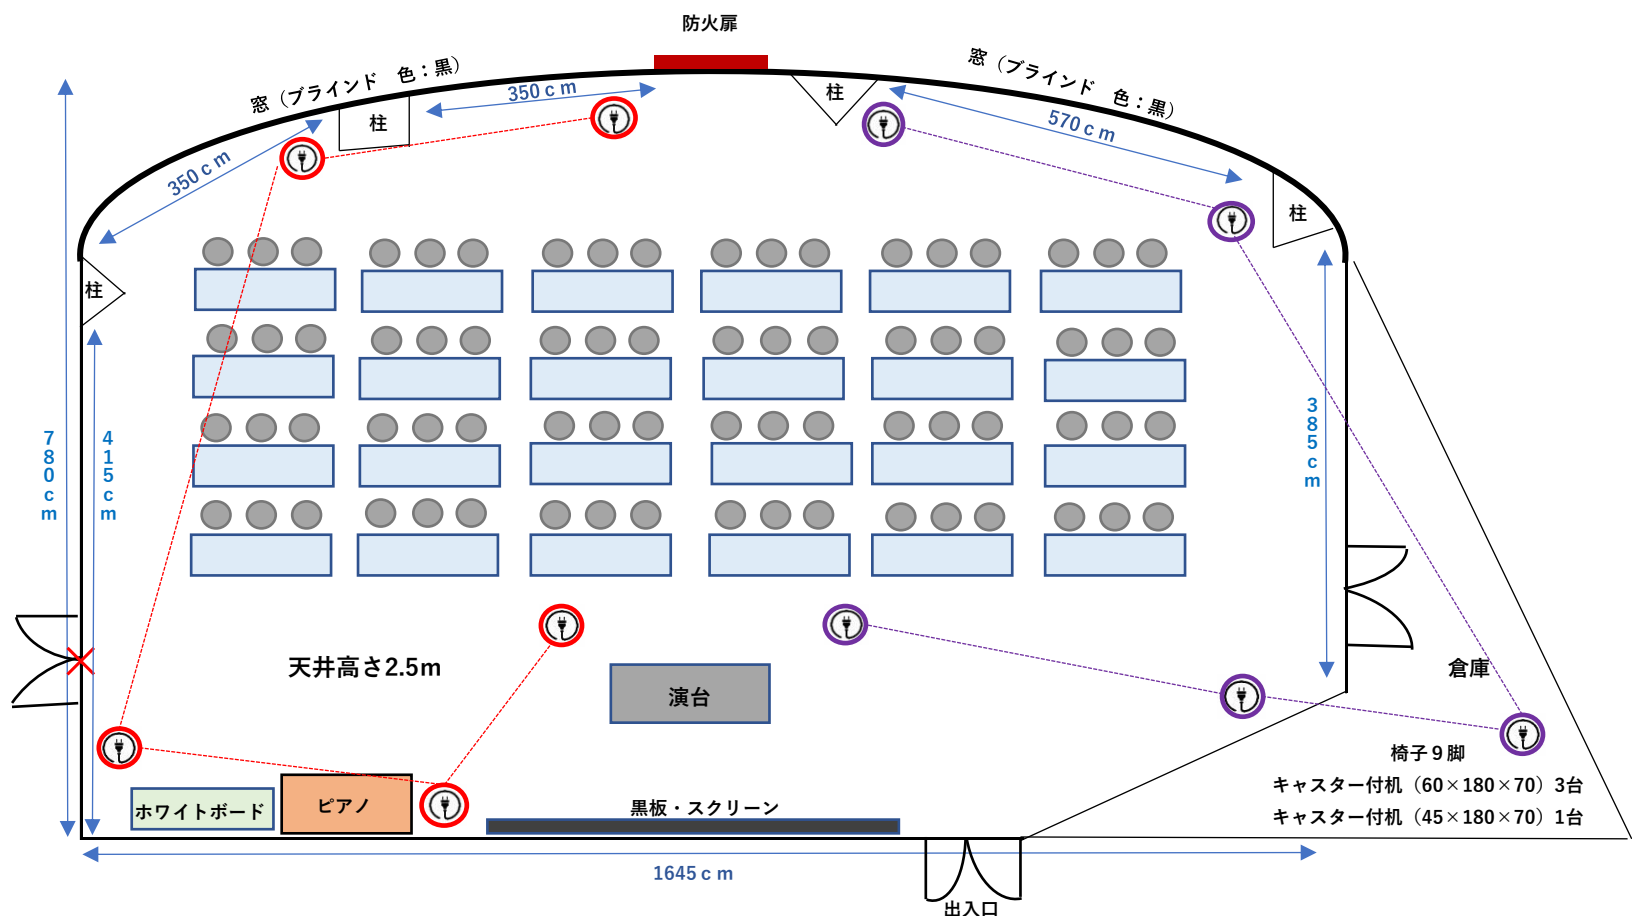 防火扉
窓（ブラインド　色：黒）
窓（ブラインド　色：黒）
350ｃｍ
柱
柱
570ｃｍ
350ｃｍ
柱
柱
780ｃｍ
415ｃｍ
385ｃｍ
天井高さ2.5m
演台
倉庫
椅子９脚
キャスター付机（60×180×70）3台
キャスター付机（45×180×70）1台
ホワイトボード
ピアノ
黒板・スクリーン
1645ｃｍ
出入口